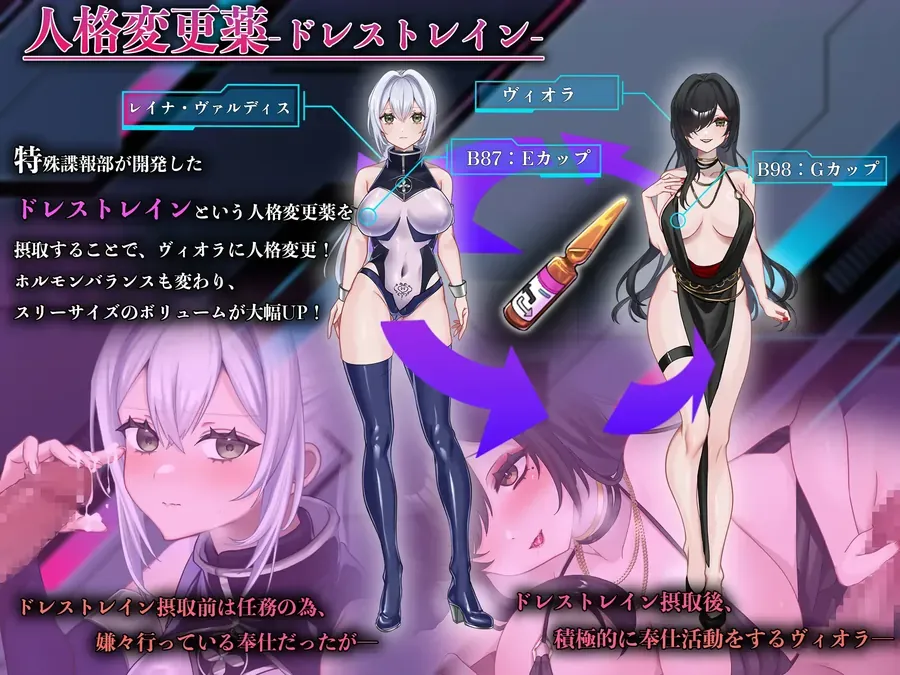 人格変更薬-ドレストレイン-
レイナ・ヴァルディス
ヴィオラ
B87：Eカップ
B98：Gカップ
特殊諜報部が開発した
ドレストレインという人格変更薬を
摂取することで、ヴィオラに人格変更！
ホルモンバランスも変わり、
スリーサイズのボリュームが大幅UP！
ドレストレイン摂取前は任務の為、
嫌々行っている奉仕だったが―
ドレストレイン摂取後、
積極的に奉仕活動をするヴィオラ―